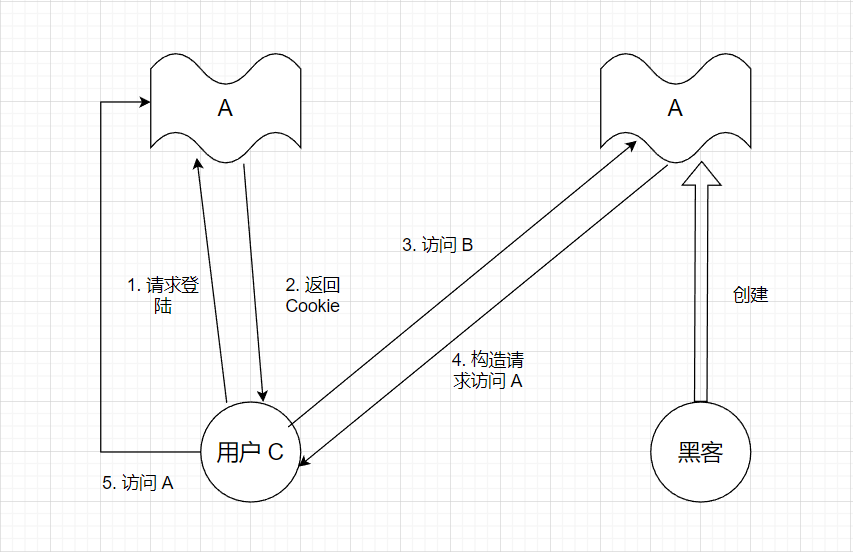 A
A
3. 访问 B
1. 请求登
陆
2. 返回
Cookie
创建
4. 构造请
求访问 A
用户 C
黑客
5. 访问 A